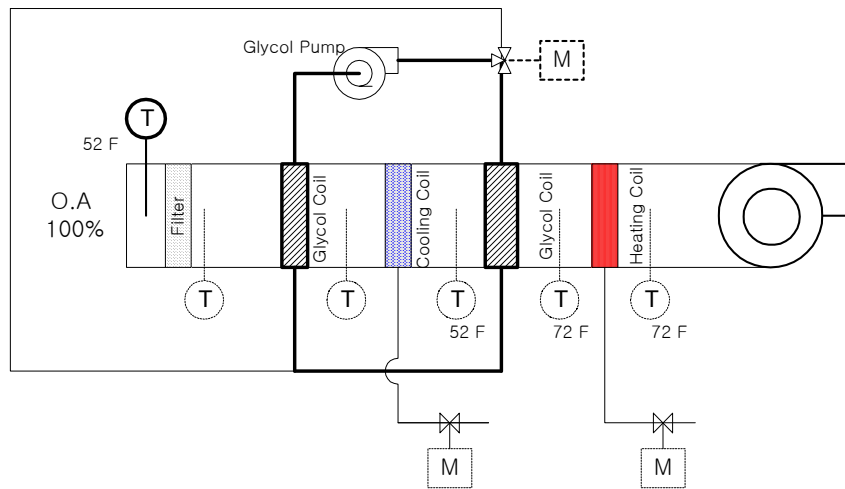 Glycol Pump
M
T
52 F
O.A
100%
Filter
Glycol Coil
Cooling Coil
Glycol Coil
Heating Coil
T
T
T
T
T
52 F
72 F
72 F
M
M